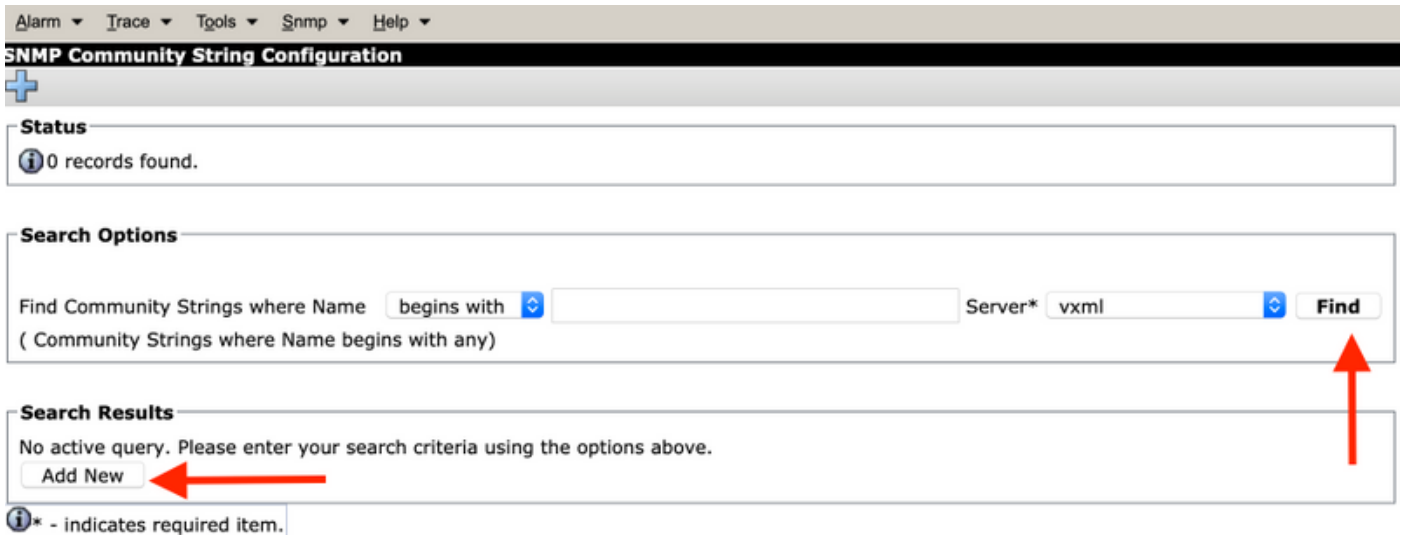 Alarm Trace Tools Snmp Help
SNMP Community String Configuration
Status
0 records found.
Search Options
Find Community Strings where Name begins with Server* vxml Find
( Community Strings where Name begins with any)
Search Results
No active query. Please enter your search criteria using the options above.
Add New
* - indicates required item.